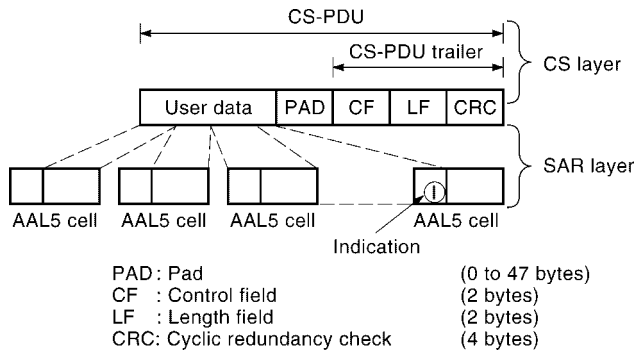 CS-PDU
CS-PDU trailer
CS layer
User data PAD CF LF CRC
SAR layer
I
AAL5 cell AAL5 cell AAL5 cell AAL5 cell
Indication
PAD : Pad (0 to 47 bytes)
CF : Control field (2 bytes)
LF : Length field (2 bytes)
CRC: Cyclic redundancy check (4 bytes)